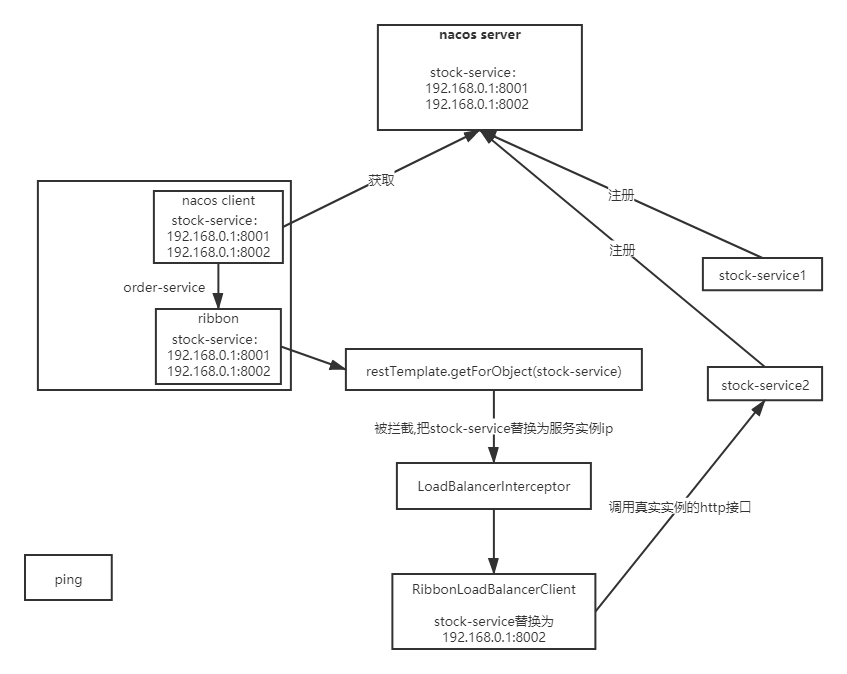 nacos server
stock-service：
192.168.0.1:8001
192.168.0.1:8002
获取
注册
注册
nacos client
stock-service：
192.168.0.1:8001
192.168.0.1:8002
order-service
ribbon
stock-service：
192.168.0.1:8001
192.168.0.1:8002
stock-service1
restTemplate.getForObject(stock-service)
stock-service2
被拦截,把stock-service替换为服务实例ip
LoadBalancerInterceptor
调用真实实例的http接口
ping
RibbonLoadBalancerClient
stock-service替换为
192.168.0.1:8002